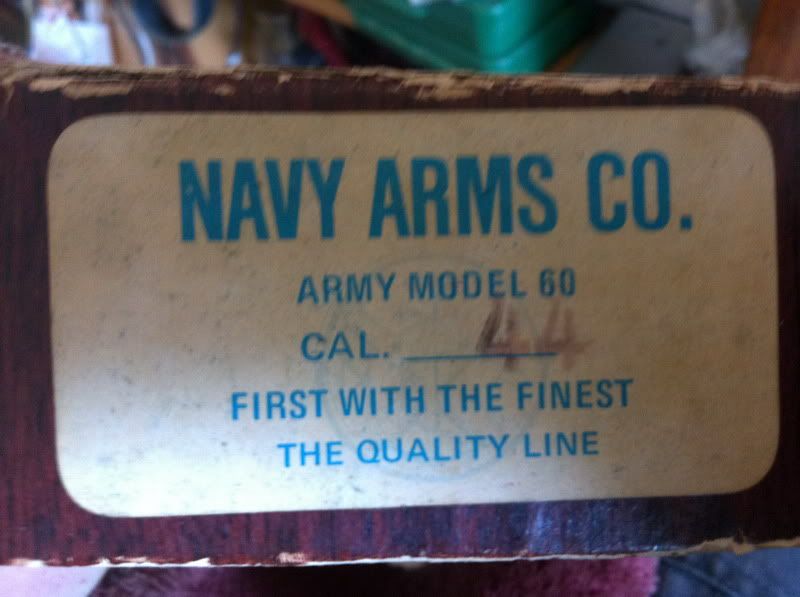 NAVY ARMS CO.
ARMY MODEL 60
CAL. 44
FIRST WITH THE FINEST
THE QUALITY LINE